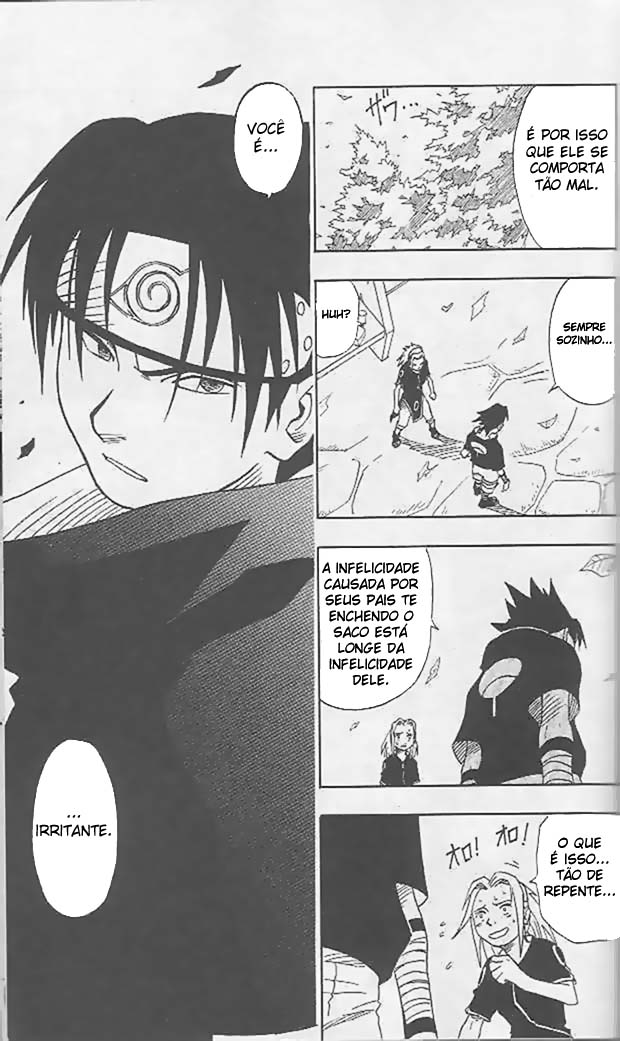 É POR ISSO
QUE ELE SE
COMPORTA
TÃO MAL.
ザワ...
SEMPRE
SOZINHO...
HUH?
A INFELICIDADE
CAUSADA POR
SEUS PAIS TE
ENCHENDO O
SACO ESTÁ
LONGE DA
INFELICIDADE
DELE.
O QUE
É ISSO...
TÃO DE
REPENTE...
オロ!
オロ!
VOCÊ
É...
...
IRRITANTE.